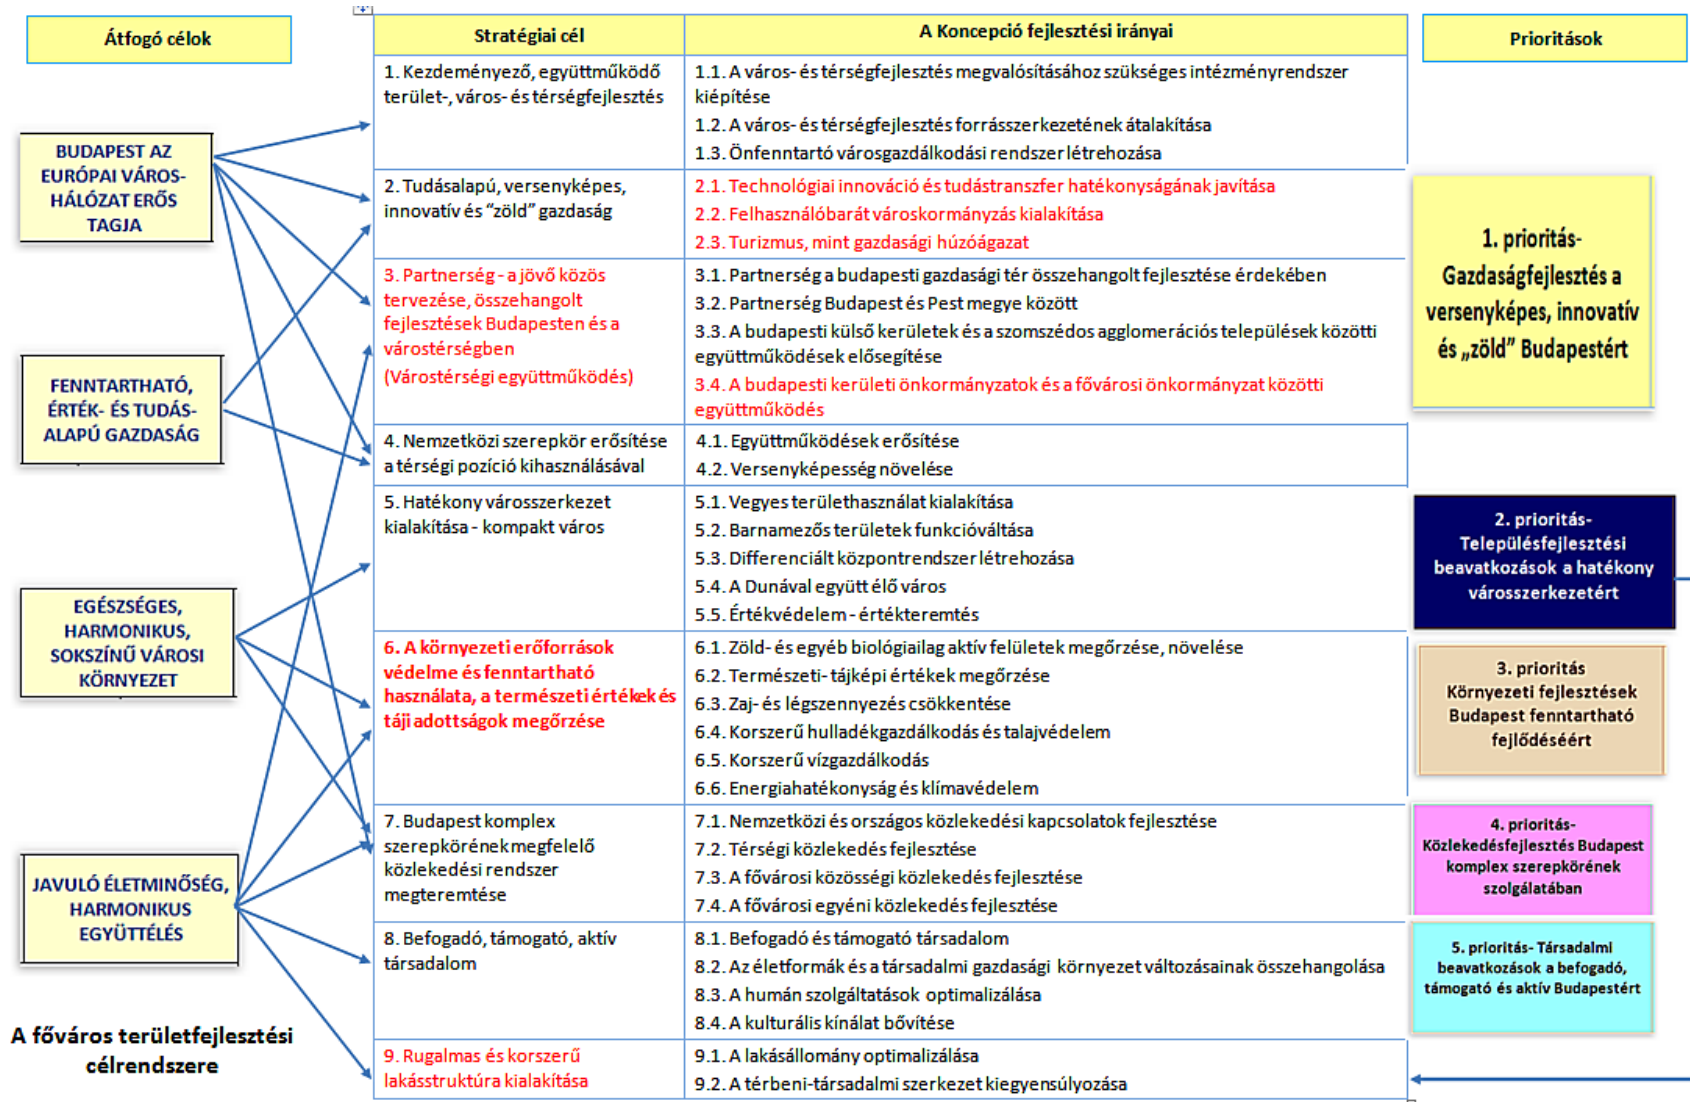 Átfogó célok
BUDAPEST AZ
EURÓPAI VÁROS-
HÁLÓZAT ERŐS
TAGJA
FENNTARTHATÓ,
ÉRTÉK- ÉS TUDÁS-
ALAPÚ GAZDASÁG
EGÉSZSÉGES,
HARMONIKUS,
SOKSZÍNŰ VÁROSI
KÖRNYEZET
JAVULÓ ÉLETMINŐSÉG,
HARMONIKUS
EGYÜTTÉLÉS
A főváros területfejlesztési
célrendszere
Stratégiai cél
A Koncepció fejlesztési irányai
1. Kezdeményező, együttműködő
terület-, város- és térségfejlesztés
1.1. A város- és térségfejlesztés megvalósításához szükséges intézményrendszer
kiépítése
1.2. A város- és térségfejlesztés forrásszerkezetének átalakítása
1.3. Önfenntartó városgazdálkodási rendszer létrehozása
2. Tudásalapú, versenyképes,
innovatív és “zöld” gazdaság
2.1. Technológiai innováció és tudástranszfer hatékonyságának javítása
2.2. Felhasználóbarát városkormányzás kialakítása
2.3. Turizmus, mint gazdasági húzóágazat
3. Partnerség - a jövő közös
tervezése, összehangolt
fejlesztések Budapesten és a
várostérségben
(Várostérségi együttműködés)
3.1. Partnerség a budapesti gazdasági tér összehangolt fejlesztése érdekében
3.2. Partnerség Budapest és Pest megye között
3.3. A budapesti külső kerületek és a szomszédos agglomerációs települések közötti
együttműködések elősegítése
3.4. A budapesti kerületi önkormányzatok és a fővárosi önkormányzat közötti
együttműködés
4. Nemzetközi szerepkör erősítése
a térségi pozíció kihasználásával
4.1. Együttműködések erősítése
4.2. Versenyképesség növelése
5. Hatékony városszerkezet
kialakítása - kompakt város
5.1. Vegyes területhasználat kialakítása
5.2. Barnamezős területek funkcióváltása
5.3. Differenciált központrendszer létrehozása
5.4. A Dunával együtt élő város
5.5. Értékvédelem - értékteremtés
6. A környezeti erőforrások
védelme és fenntartható
használata, a természeti értékek és
táji adottságok megőrzése
6.1. Zöld- és egyéb biológiailag aktív felületek megőrzése, növelése
6.2. Természeti- tájképi értékek megőrzése
6.3. Zaj- és légszennyezés csökkentése
6.4. Korszerű hulladékgazdálkodás és talajvédelem
6.5. Korszerű vízgazdálkodás
6.6. Energiahatékonyság és klímavédelem
7. Budapest komplex
szerepkörének megfelelő
közlekedési rendszer
megteremtése
7.1. Nemzetközi és országos közlekedési kapcsolatok fejlesztése
7.2. Térségi közlekedés fejlesztése
7.3. A fővárosi közösségi közlekedés fejlesztése
7.4. A fővárosi egyéni közlekedés fejlesztése
8. Befogadó, támogató, aktív
társadalom
8.1. Befogadó és támogató társadalom
8.2. Az életformák és a társadalmi gazdasági környezet változásainak összehangolása
8.3. A humán szolgáltatások optimalizálása
8.4. A kulturális kínálat bővítése
9. Rugalmas és korszerű
lakásstruktúra kialakítása
9.1. A lakásállomány optimalizálása
9.2. A térbeni-társadalmi szerkezet kiegyensúlyozása
Prioritások
1. prioritás-
Gazdaságfejlesztés a
versenyképes, innovatív
és „zöld” Budapestért
2. prioritás-
Településfejlesztési
beavatkozások a hatékony
városszerkezetért
3. prioritás
Környezeti fejlesztések
Budapest fenntartható
fejlődéséért
4. prioritás-
Közlekedésfejlesztés Budapest
komplex szerepkörének
szolgálatában
5. prioritás- Társadalmi
beavatkozások a befogadó,
támogató és aktív Budapestért